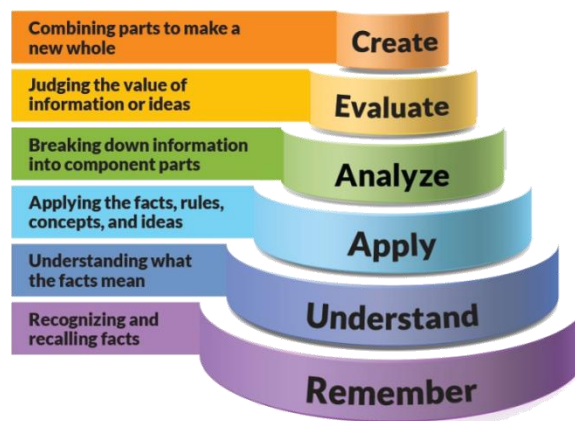 Combining parts to make a
new whole
Create
Judging the value of
information or ideas
Evaluate
Breaking down information
into component parts
Analyze
Applying the facts, rules,
concepts, and ideas
Apply
Understanding what
the facts mean
Understand
Recognizing and
recalling facts
Remember